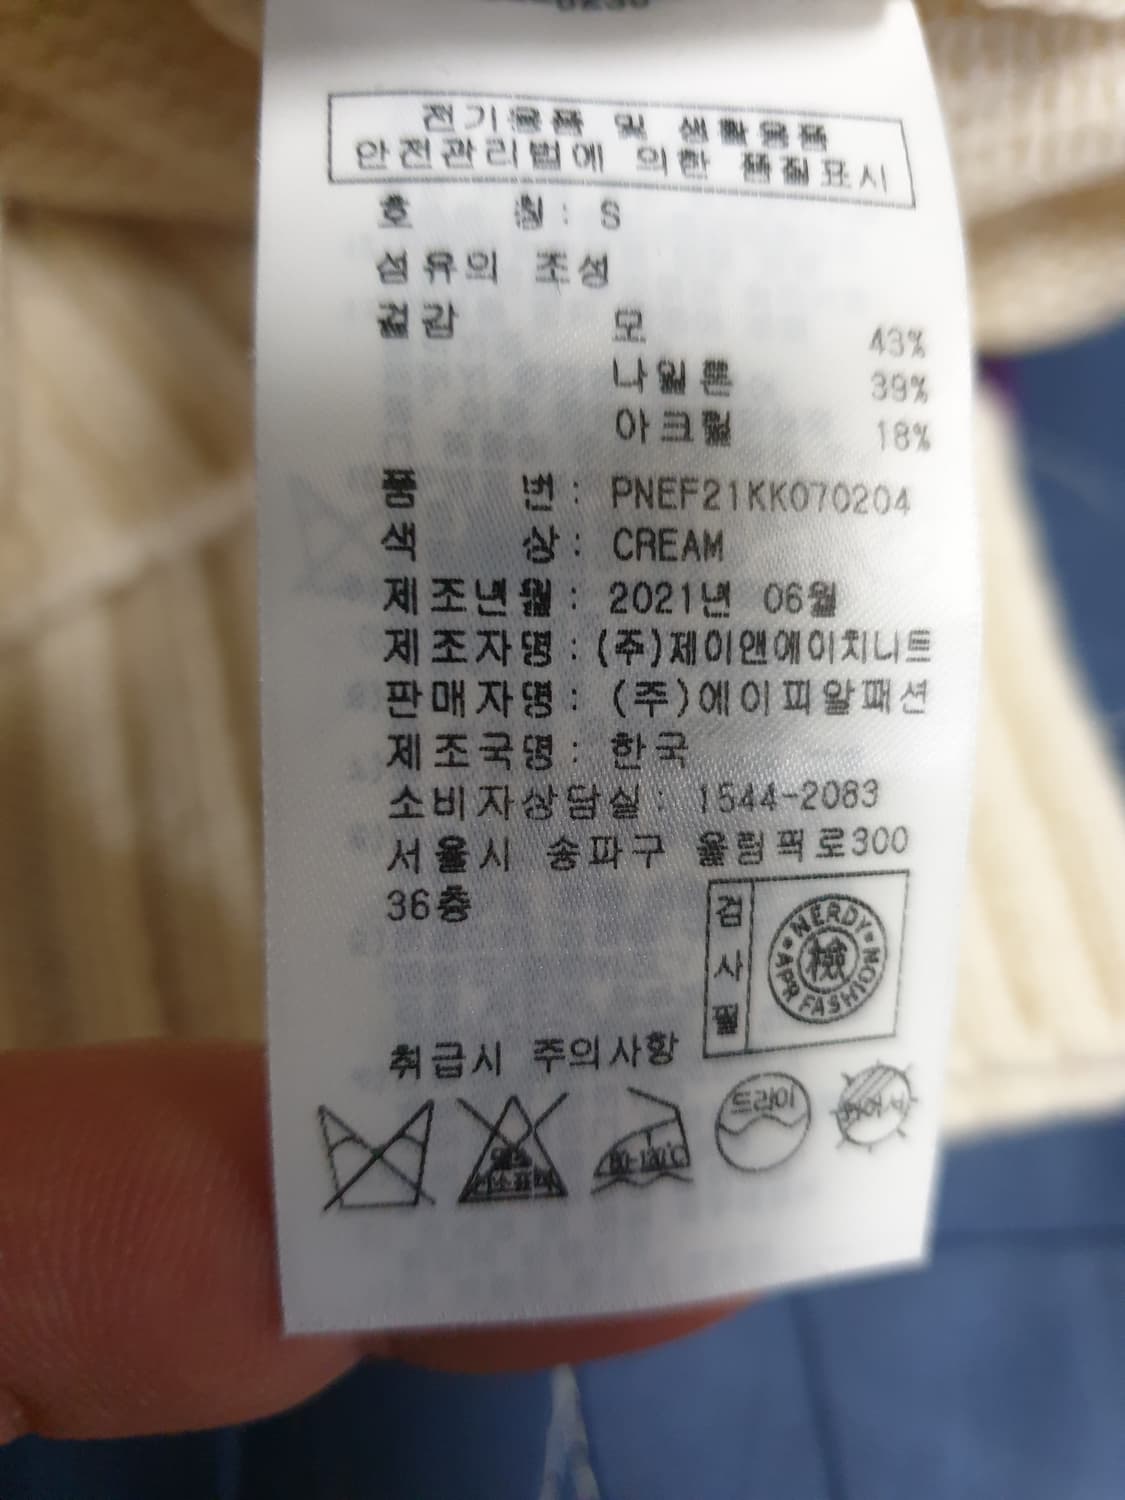 전기용품 및 생활용품
안전관리법에 의한 품질표시
호 칭: S
섬유의 조성
겉감 모 43%
나일론 39%
아크릴 18%
품 번: PNEF21KK070204
색 상: CREAM
제조년월: 2021년 06월
제조자명: (주)제이앤에이치니트
판매자명: (주)에이피알패션
제조국명: 한국
소비자상담실: 1544-2083
서울시 송파구 올림픽로300
36층
검사필
NERDY
檢
APR FASHION
취급시 주의사항
염소표백
드라이